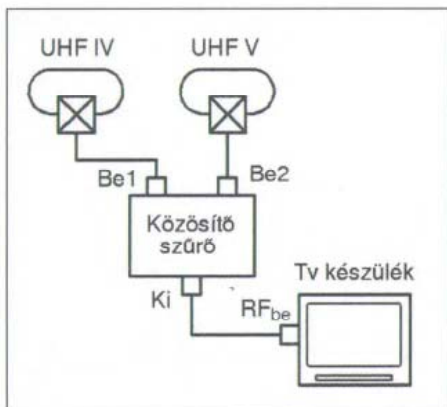 UHF IV
UHF V
Be1
Be2
Közösítő
szűrő
Ki
Tv készülék
RFbe